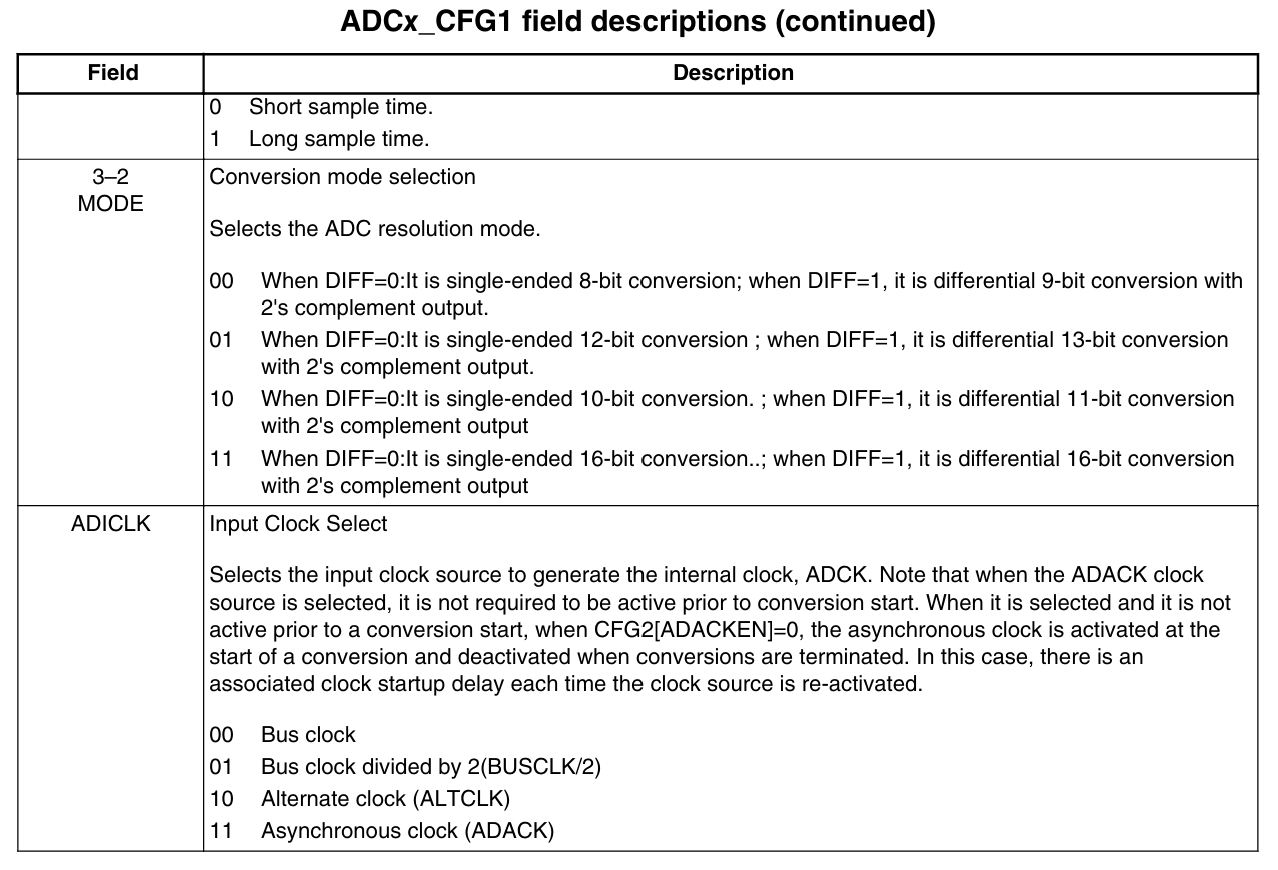 ADCx_CFG1 field descriptions (continued)
Field Description
0 Short sample time.
1 Long sample time.
3–2
MODE
Conversion mode selection
Selects the ADC resolution mode.
00 When DIFF=0:It is single-ended 8-bit conversion; when DIFF=1, it is differential 9-bit conversion with
2's complement output.
01 When DIFF=0:It is single-ended 12-bit conversion ; when DIFF=1, it is differential 13-bit conversion
with 2's complement output.
10 When DIFF=0:It is single-ended 10-bit conversion. ; when DIFF=1, it is differential 11-bit conversion
with 2's complement output
11 When DIFF=0:It is single-ended 16-bit conversion..; when DIFF=1, it is differential 16-bit conversion
with 2's complement output
ADICLK
Input Clock Select
Selects the input clock source to generate the internal clock, ADCK. Note that when the ADACK clock
source is selected, it is not required to be active prior to conversion start. When it is selected and it is not
active prior to a conversion start, when CFG2[ADACKEN]=0, the asynchronous clock is activated at the
start of a conversion and deactivated when conversions are terminated. In this case, there is an
associated clock startup delay each time the clock source is re-activated.
00 Bus clock
01 Bus clock divided by 2(BUSCLK/2)
10 Alternate clock (ALTCLK)
11 Asynchronous clock (ADACK)